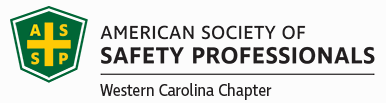 A S
S P
AMERICAN SOCIETY OF
SAFETY PROFESSIONALS
Western Carolina Chapter